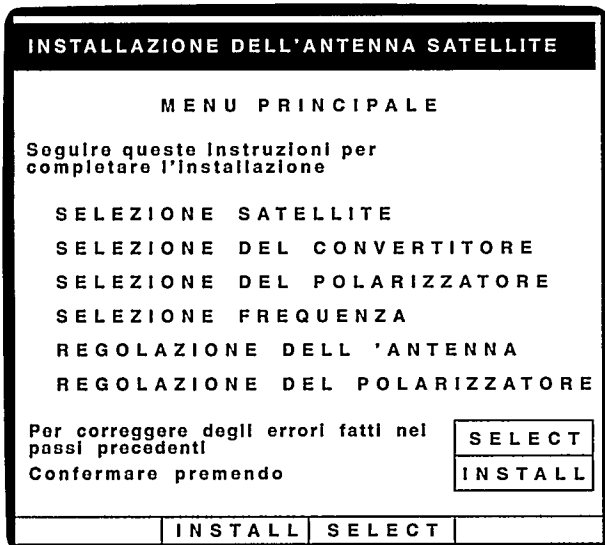 INSTALLAZIONE DELL'ANTENNA SATELLITE
MENU PRINCIPALE
Seguire queste Instruzioni per
completare l'installazione
SELEZIONE SATELLITE
SELEZIONE DEL CONVERTITORE
SELEZIONE DEL POLARIZZATORE
SELEZIONE FREQUENZA
REGOLAZIONE DELL 'ANTENNA
REGOLAZIONE DEL POLARIZZATORE
Per correggere degli errori fatti nei
passi precedenti
SELECT
Confermare premendo
INSTALL
INSTALL SELECT